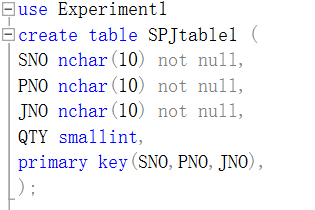 use Experiment1
create table SPJtable1 (
SNO nchar(10) not null,
PNO nchar(10) not null,
JNO nchar(10) not null,
QTY smallint,
primary key(SNO,PNO,JNO),
);